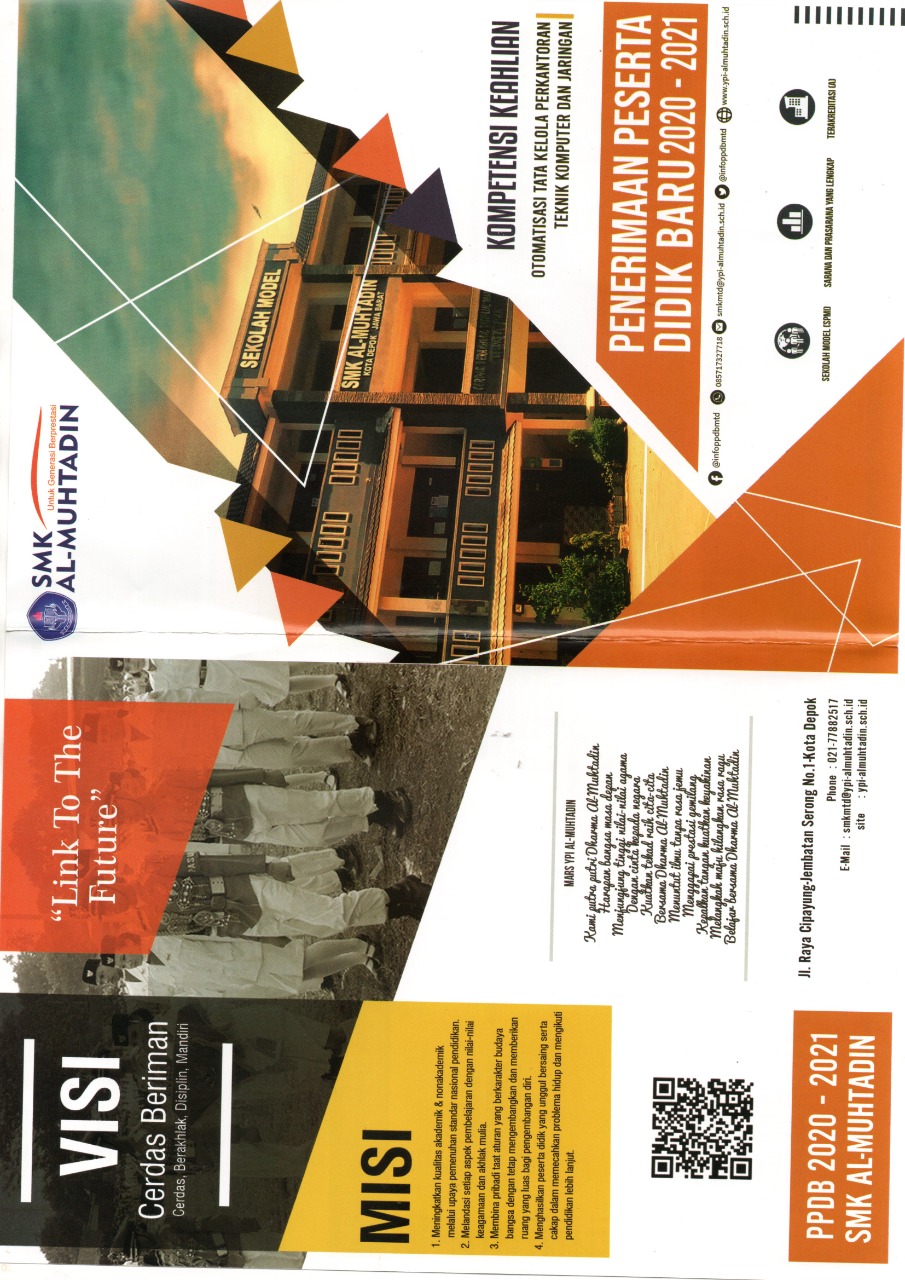 VISI
Cerdas Beriman
Cerdas, Berakhlak, Disiplin, Mandiri
MISI
1. Meningkatkan kualitas akademik & nonakademik
melalui upaya pemenuhan standar nasional pendidikan.
2. Melandasi setiap aspek pembelajaran dengan nilai-nilai
keagamaan dan akhlak mulia.
3. Membina pribadi taat aturan yang berkarakter budaya
bangsa dengan tetap mengembangkan dan memberikan
ruang yang luas bagi pengembangan diri.
4. Menghasilkan peserta didik yang unggul bersaing serta
cakap dalam memecahkan problema hidup dan mengikuti
pendidikan lebih lanjut.
PPDB 2020 - 2021
SMK AL-MUHTADIN
“Link To The
Future”
MARS YPI AL-MUHTADIN
Kami putra putri Dharma Al-Muhtadin
Harapan bangsa masa depan
Menjungjung tinggi nilai-nilai agama
Dengan cinta kepada negara
Kuatkan tekad raih cita-cita
Bersama Dharma Al-Muhtadin
Menuntut ilmu tanpa rasa jemu
Menggapai prestasi gemilang
Kepalkan tangan kuatkan keyakinan
Melangkah maju hilangkan rasa ragu
Belajar bersama Dharma Al-Muhtadin
Jl. Raya Cipayung-Jembatan Serong No.1-Kota Depok
Phone : 021-77882517
E-Mail : smkmtd@ypi-almuhtadin.sch.id
site : ypi-almuhtadin.sch.id
SMK
Untuk Generasi Berprestasi
AL-MUHTADIN
SEKOLAH MODEL
SMK AL-MUHTADIN
KOTA DEPOK JAWA BARAT
KOMPETENSI KEAHLIAN
OTOMATISASI TATA KELOLA PERKANTORAN
TEKNIK KOMPUTER DAN JARINGAN
PENERIMAAN PESERTA
DIDIK BARU 2020 - 2021
@infoppdbmtd 085717327718 smkmtd@ypi-almuhtadin.sch.id @infoppdbmtd www.ypi-almuhtadin.sch.id
SEKOLAH MODEL (SPMI) SARANA DAN PRASARANA YANG LENGKAP TERAKREDITASI (A)